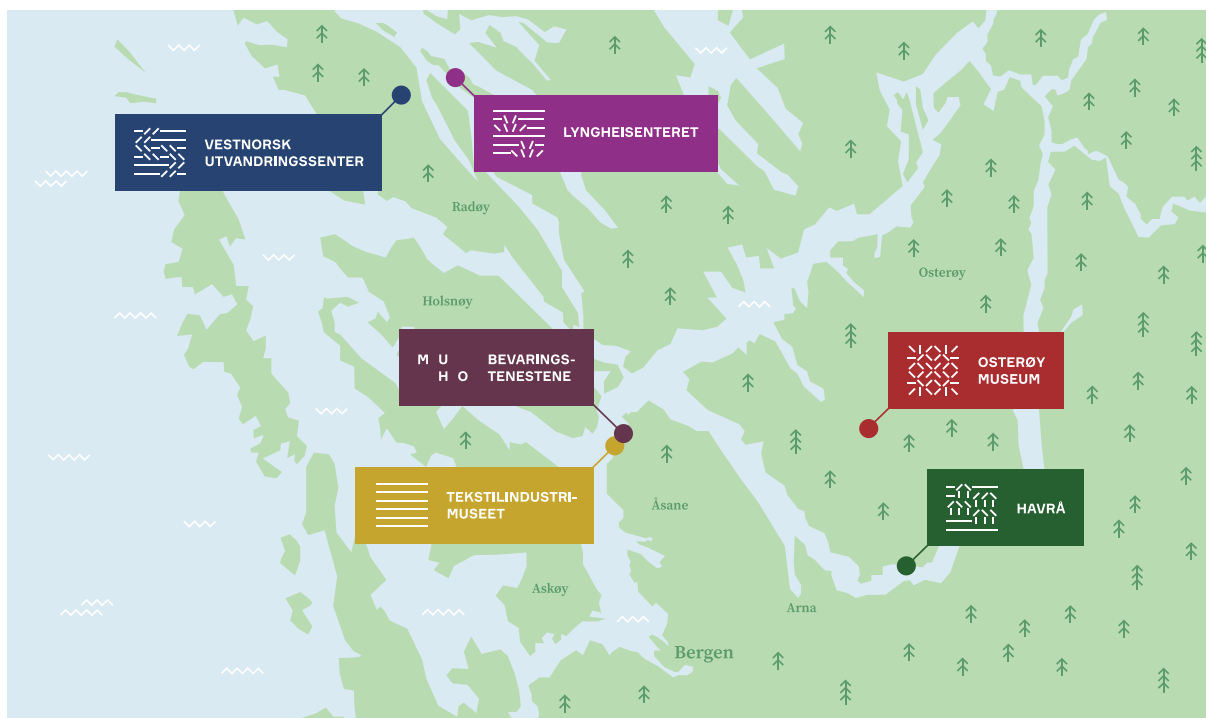 VESTNORSK
UTVANDRINGSSENTER
LYNGHEISENTERET
Radøy
Osterøy
Holsnøy
M U
H O
BEVARINGS-
TENESTENE
OSTERØY
MUSEUM
TEKSTILINDUSTRI-
MUSEET
Åsane
HAVRÅ
Askøy
Arna
Bergen